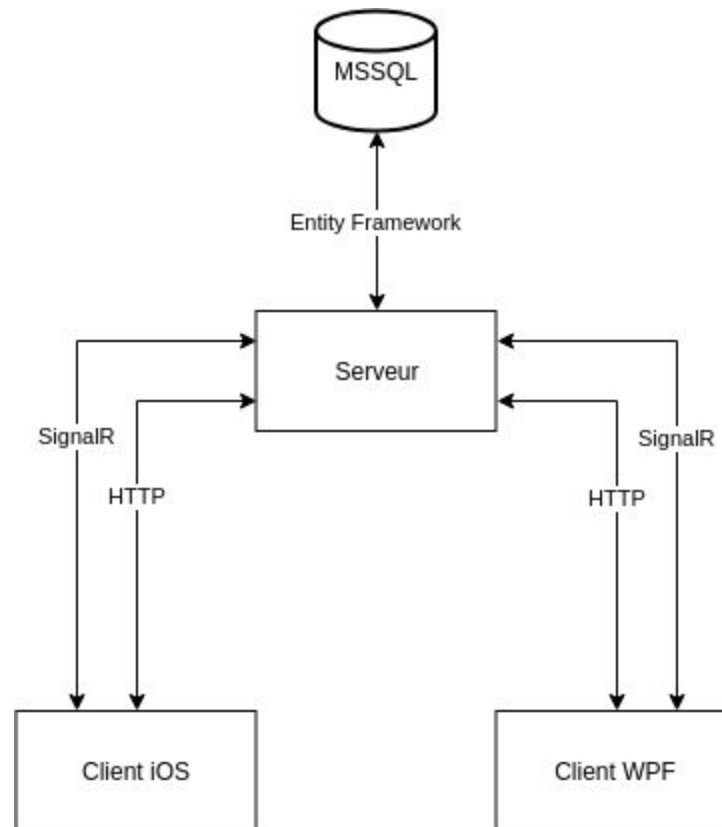 MSSQL
Entity Framework
Serveur
SignalR
SignalR
HTTP
HTTP
Client iOS
Client WPF